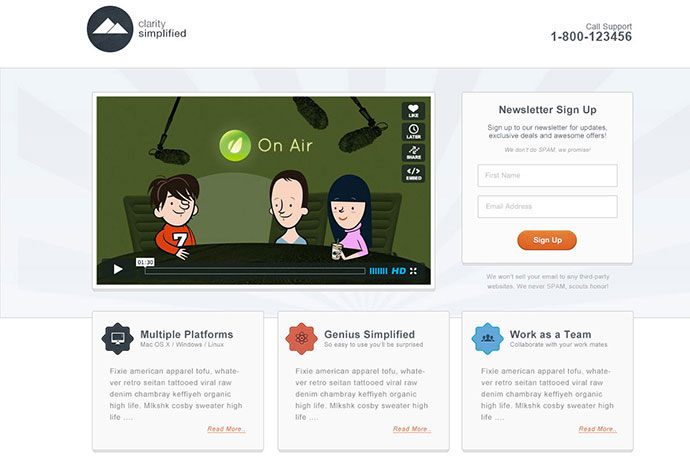 clarity
simplified
Call Support
1-800-123456
On Air
LIKE
LATER
SHARE
EMBED
7
01:30
HD
Newsletter Sign Up
Sign up to our newsletter for updates,
exclusive deals and awesome offers!
We don't do SPAM, we promise!
First Name
Email Address
Sign Up
We won't sell your email to any third-party
websites. We never SPAM, scouts honor!
Multiple Platforms
Mac OS X / Windows / Linux
Fixie american apparel tofu, whate-
ver retro seitan tattooed viral raw
denim chambray keffiyeh organic
high life. Mlkshk cosby sweater high
life ....
Read More..
Genius Simplified
So easy to use you'll be surprised
Fixie american apparel tofu, whate-
ver retro seitan tattooed viral raw
denim chambray keffiyeh organic
high life. Mlkshk cosby sweater
high life ....
Read More..
Work as a Team
Collaborate with your work mates
Fixie american apparel tofu, whate-
ver retro seitan tattooed viral raw
denim chambray keffiyeh organic
high life. Mlkshk cosby sweater
high life ....
Read More..